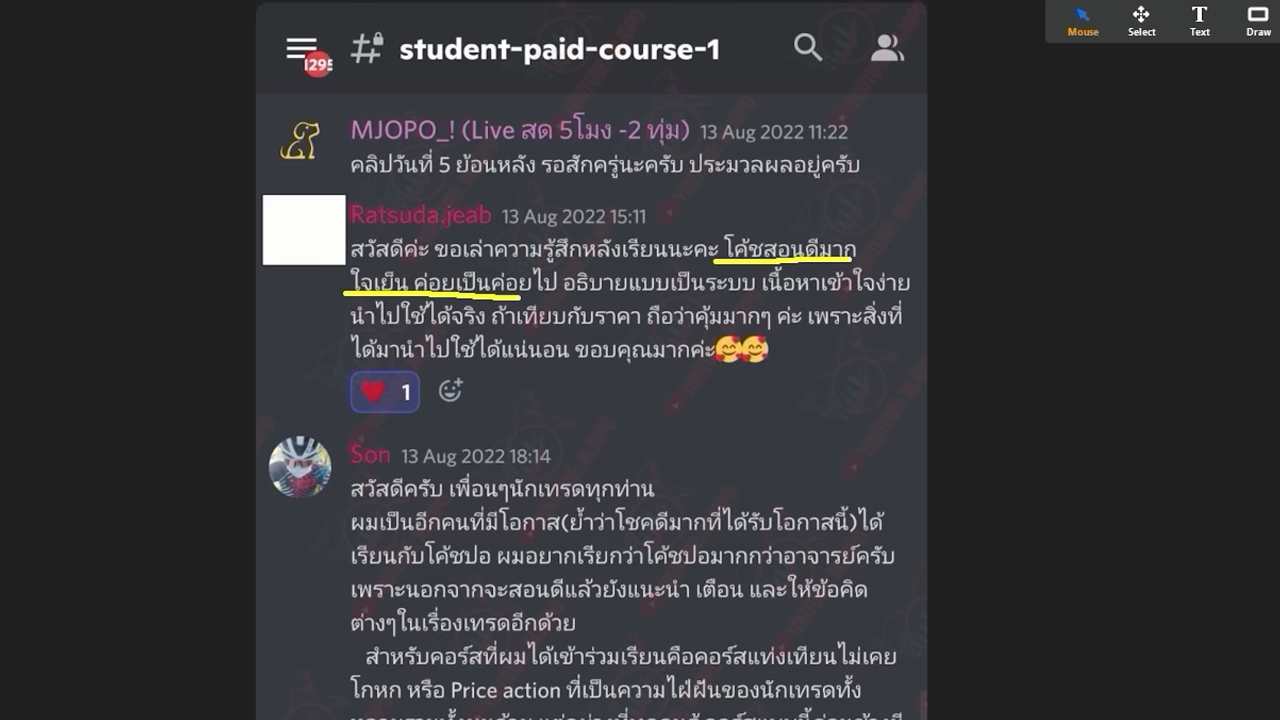 Mouse Select Text Draw
1295
student-paid-course-1
MJOPO_! (Live สด 5โมง -2 ทุ่ม) 13 Aug 2022 11:22
คลิปวันที่ 5 ย้อนหลัง รอสักครู่นะครับ ประมวลผลอยู่ครับ
Ratsuda.jeab 13 Aug 2022 15:11
สวัสดีค่ะ ขอเล่าความรู้สึกหลังเรียนนะคะ โค้ชสอนดีมาก
ใจเย็น ค่อยเป็นค่อยไป อธิบายแบบเป็นระบบ เนื้อหาเข้าใจง่าย
นำไปใช้ได้จริง ถ้าเทียบกับราคา ถือว่าคุ้มมากๆ ค่ะ เพราะสิ่งที่
ได้มานำไปใช้ได้แน่นอน ขอบคุณมากค่ะ🥰🥰
1
Son 13 Aug 2022 18:14
สวัสดีครับ เพื่อนๆนักเทรดทุกท่าน
ผมเป็นอีกคนที่มีโอกาส(ย้ำว่าโชคดีมากที่ได้รับโอกาสนี้)ได้
เรียนกับโค้ชปอ ผมอยากเรียกว่าโค้ชปอมากกว่าอาจารย์ครับ
เพราะนอกจากจะสอนดีแล้วยังแนะนำ เตือน และให้ข้อคิด
ต่างๆในเรื่องเทรดอีกด้วย
สำหรับคอร์สที่ผมได้เข้าร่วมเรียนคือคอร์สแท่งเทียนไม่เคย
โกหก หรือ Price action ที่เป็นความไฝ่ฝันของนักเทรดทั้ง